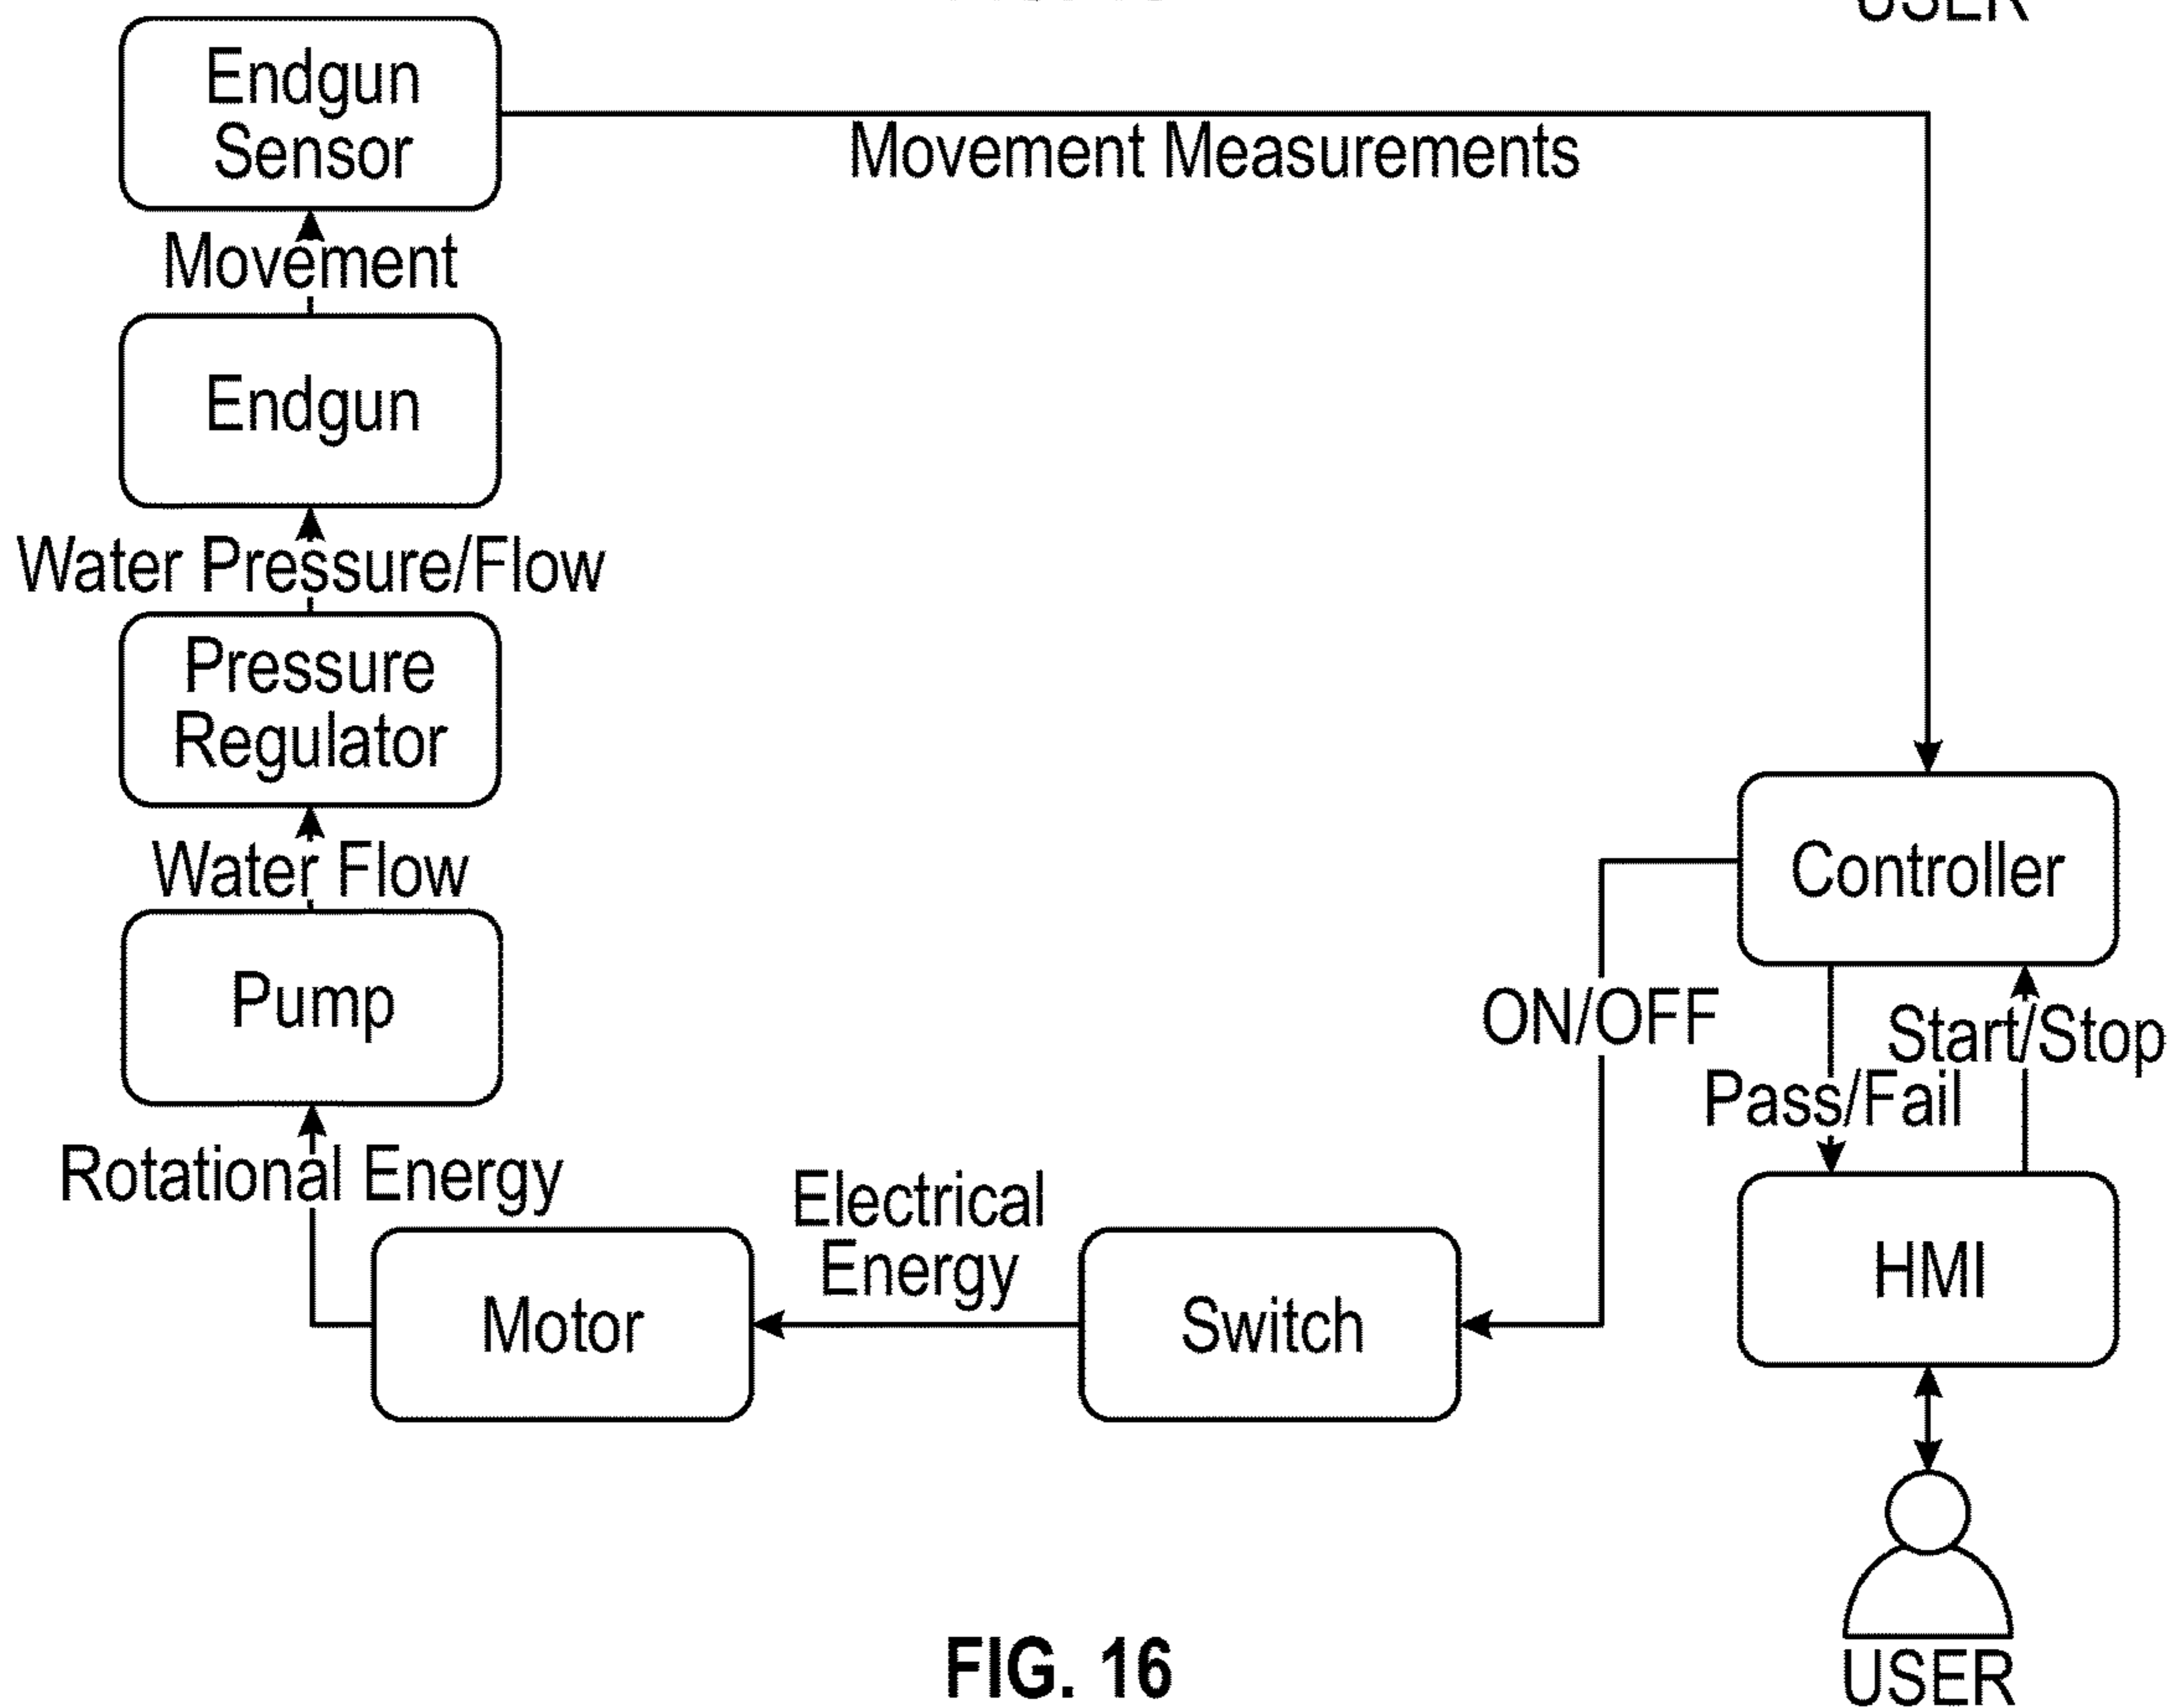 USER
Endgun
Sensor
Movement Measurements
Movement
Endgun
Water Pressure/Flow
Pressure
Regulator
Water Flow
Controller
Pump
ON/OFF
Start/Stop
Pass/Fail
Rotational Energy
Electrical
Energy
Motor
Switch
HMI
FIG. 16
USER